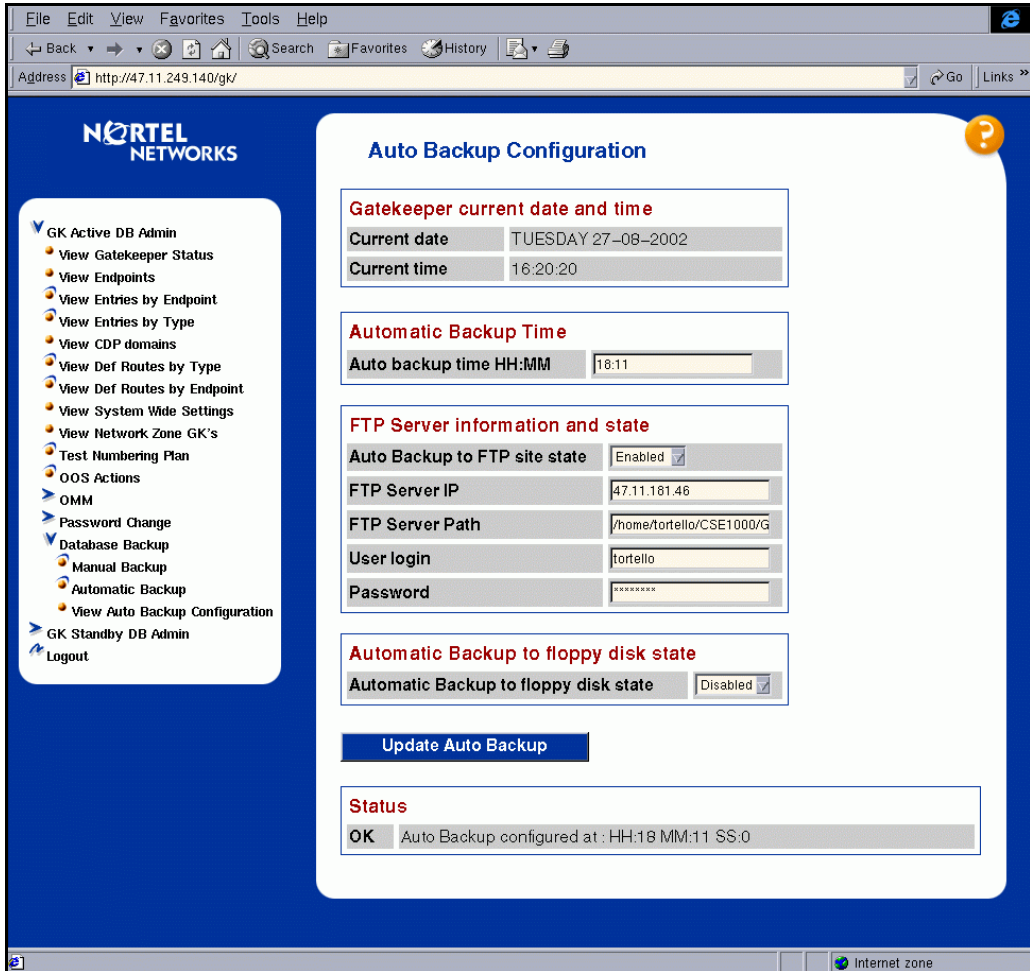 File Edit View Favorites Tools Help
Back Search Favorites History
Address http://47.11.249.140/gk/ Go Links »
NORTEL
NETWORKS
GK Active DB Admin
View Gatekeeper Status
View Endpoints
View Entries by Endpoint
View Entries by Type
View CDP domains
View Def Routes by Type
View Def Routes by Endpoint
View System Wide Settings
View Network Zone GK's
Test Numbering Plan
OOS Actions
OMM
Password Change
Database Backup
Manual Backup
Automatic Backup
View Auto Backup Configuration
GK Standby DB Admin
Logout
Auto Backup Configuration
?
Gatekeeper current date and time
Current date TUESDAY 27-08-2002
Current time 16:20:20
Automatic Backup Time
Auto backup time HH:MM 18:11
FTP Server information and state
Auto Backup to FTP site state Enabled
FTP Server IP 47.11.181.46
FTP Server Path /home/tortello/CSE1000/G
User login tortello
Password ********
Automatic Backup to floppy disk state
Automatic Backup to floppy disk state Disabled
Update Auto Backup
Status
OK Auto Backup configured at : HH:18 MM:11 SS:0
Internet zone